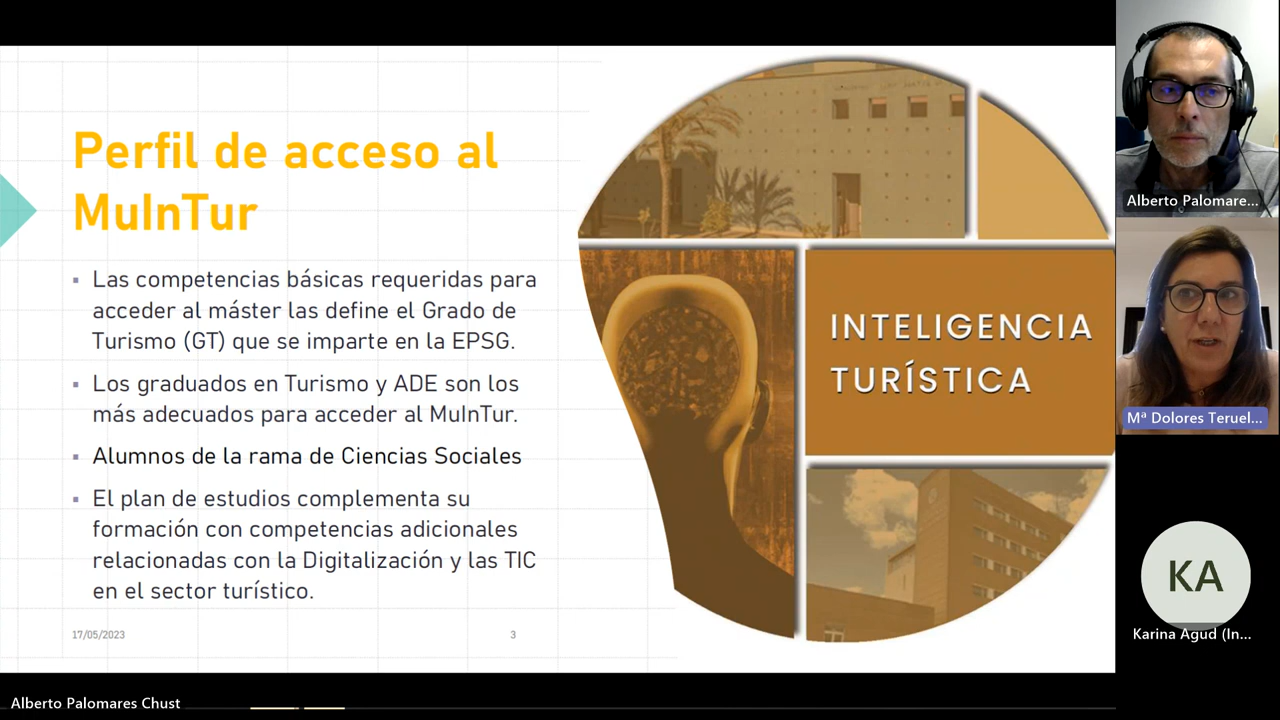 Perfil de acceso al
MuInTur
▪ Las competencias básicas requeridas para
acceder al máster las define el Grado de
Turismo (GT) que se imparte en la EPSG.
▪ Los graduados en Turismo y ADE son los
más adecuados para acceder al MuInTur.
▪ Alumnos de la rama de Ciencias Sociales
▪ El plan de estudios complementa su
formación con competencias adicionales
relacionadas con la Digitalización y las TIC
en el sector turístico.
17/05/2023
3
INTELIGENCIA
TURÍSTICA
Alberto Palomare...
Mª Dolores Teruel...
KA
Karina Agud (In...
Alberto Palomares Chust